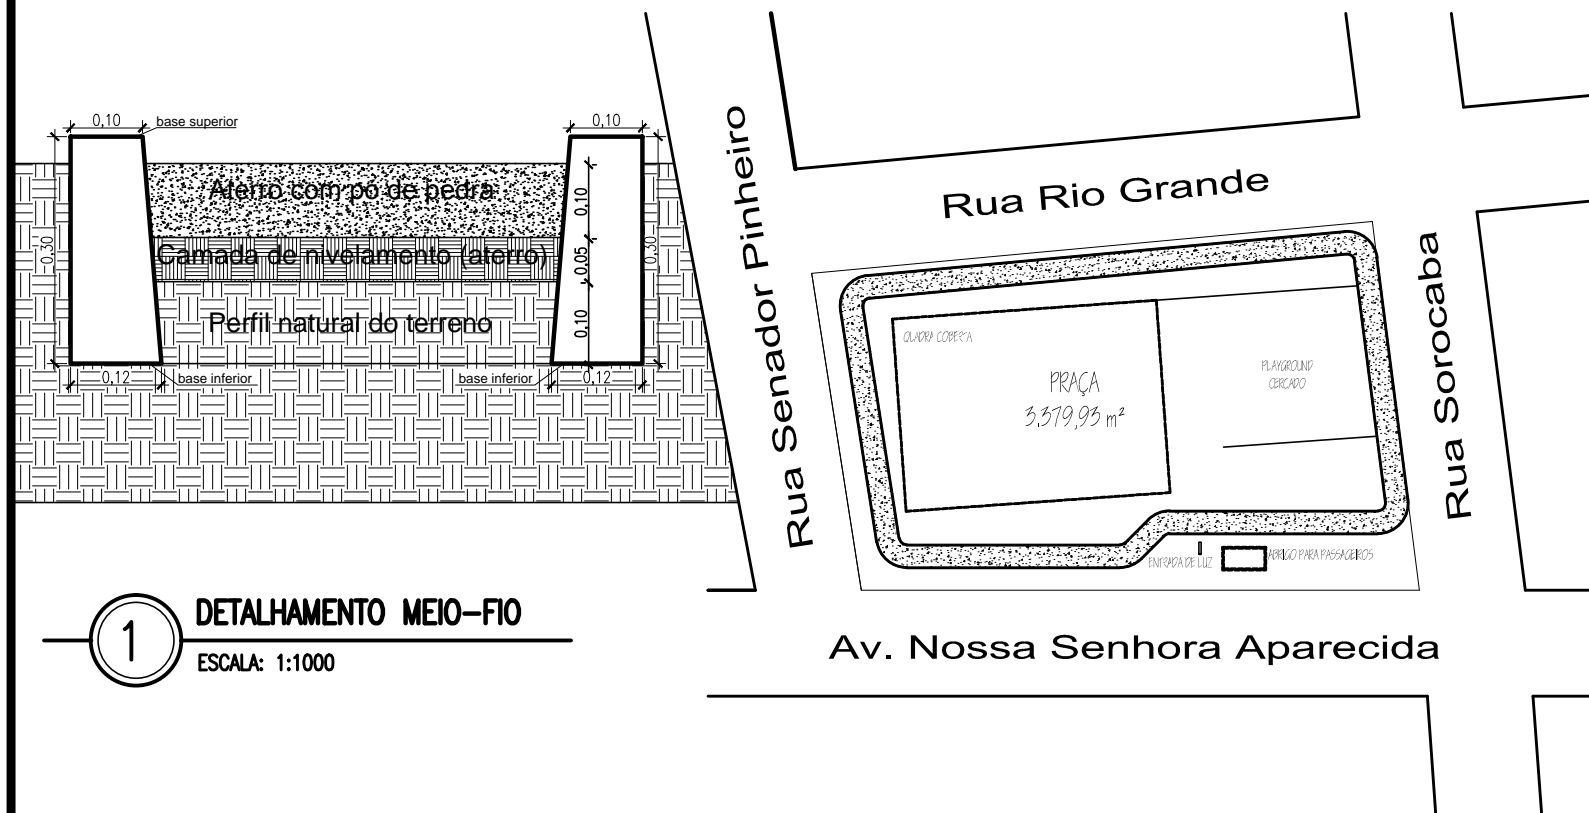 0,10
base superior
0,10
Aterro com pó de pedra
0,10
0,30
Camada de nivelamento (aterro)
0,05
0,30
Perfil natural do terreno
0,10
0,12
base inferior
base inferior
0,12
1
DETALHAMENTO MEIO-FIO
ESCALA: 1:1000
Rua Senador Pinheiro
Rua Rio Grande
Rua Sorocaba
QUADRA COBERTA
PRAÇA
3.379,93 m²
PLAYGROUND
CERCADO
ENTRADA DE LUZ
ABRIGO PARA PASSAGEIROS
Av. Nossa Senhora Aparecida